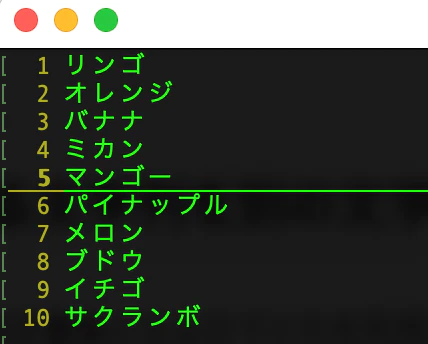 1 リンゴ
2 オレンジ
3 バナナ
4 ミカン
5 マンゴー
6 パイナップル
7 メロン
8 ブドウ
9 イチゴ
10 サクランボ